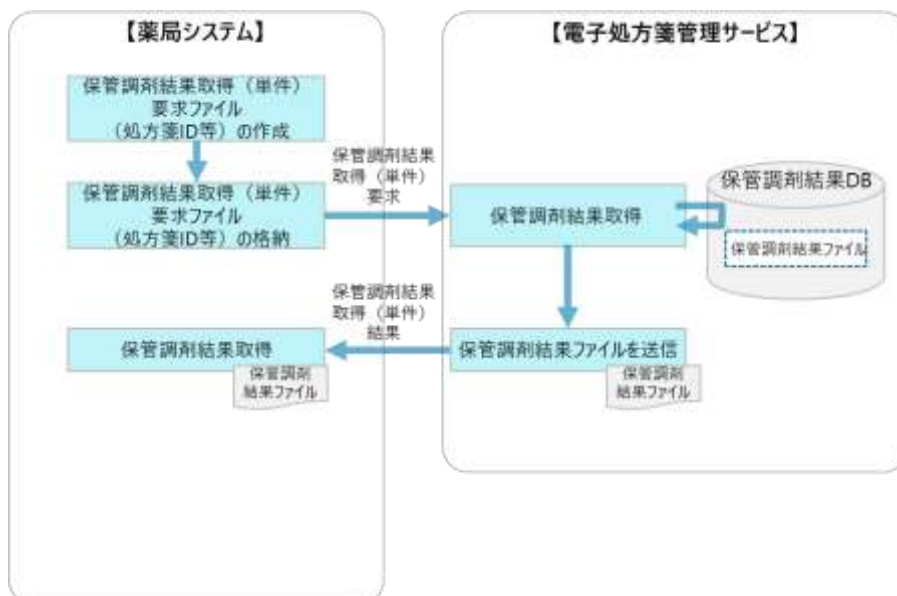 【薬局システム】
【電子処方箋管理サービス】
保管調剤結果取得（単件）
要求ファイル
（処方箋ID等）の作成
保管調剤結果取得（単件）
要求ファイル
（処方箋ID等）の格納
保管調剤結果
取得（単件）
要求
保管調剤結果取得
保管調剤結果DB
保管調剤結果ファイル
保管調剤結果
取得（単件）
結果
保管調剤結果取得
保管調剤
結果ファイル
保管調剤結果ファイルを送信
保管調剤
結果ファイル